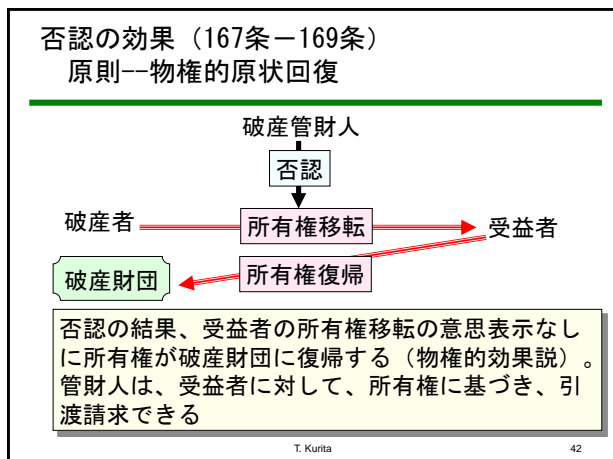 否認の効果（167条－169条）
原則--物権的原状回復
破産管財人
否認
破産者
所有権移転
受益者
破産財団
所有権復帰
否認の結果、受益者の所有権移転の意思表示なし
に所有権が破産財団に復帰する（物権的効果説）。
管財人は、受益者に対して、所有権に基づき、引
渡請求できる
T. Kurita
42